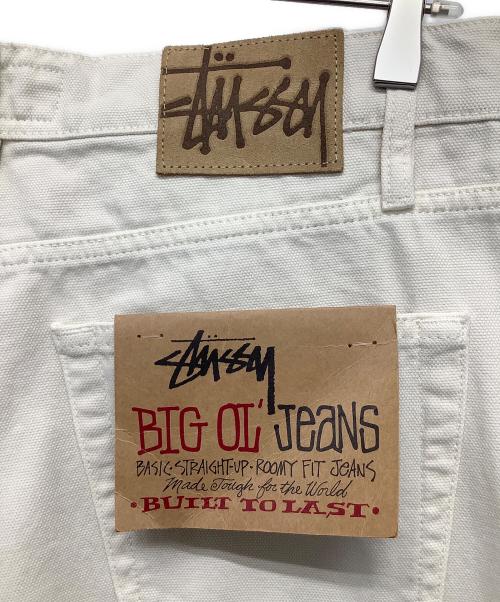 Stüssy
Stüssy
BIG OL' JEANS
BASIC·STRAIGHT-UP·ROOMY FIT JEANS
Made Tough for the World
·BUILT TO LAST·